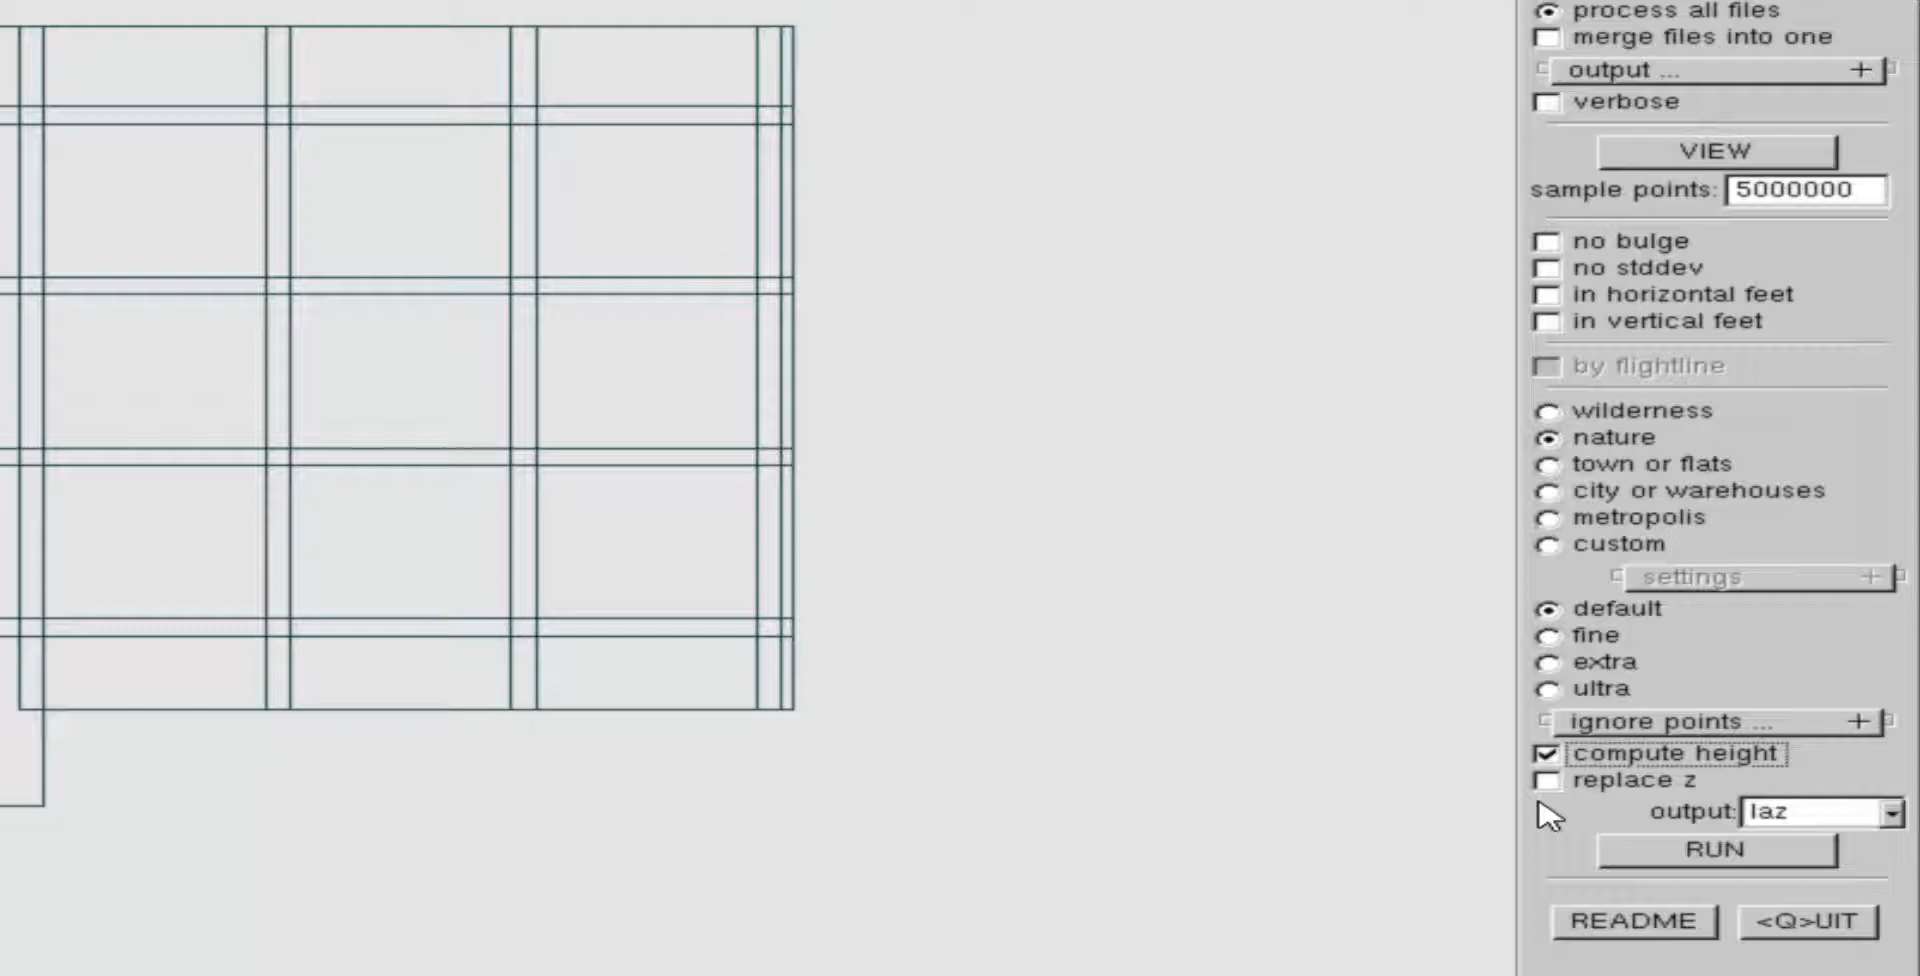 process all files
merge files into one
output ... +
verbose
VIEW
sample points: 5000000
no bulge
no stddev
in horizontal feet
in vertical feet
by flightline
wilderness
nature
town or flats
city or warehouses
metropolis
custom
settings +
default
fine
extra
ultra
ignore points ... +
compute height
replace z
output: laz
RUN
README <Q>UIT